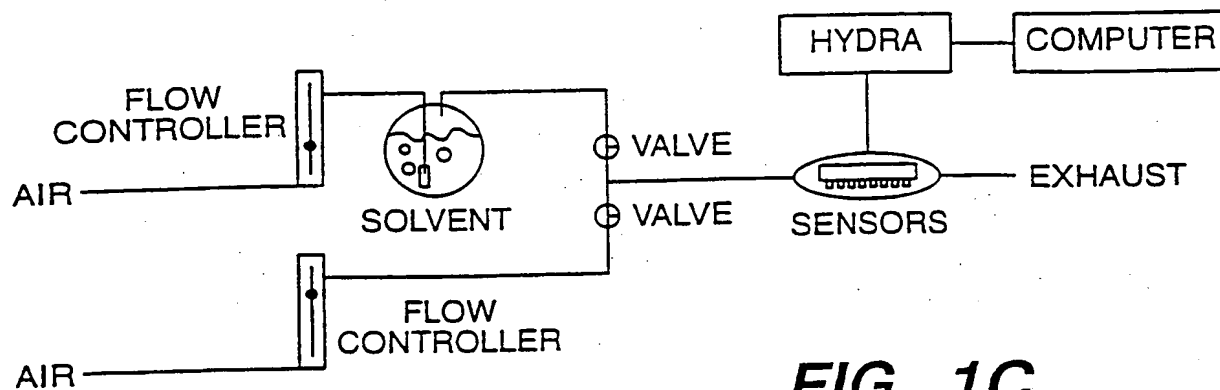 HYDRA
COMPUTER
FLOW
CONTROLLER
AIR
SOLVENT
VALVE
VALVE
SENSORS
EXHAUST
FLOW
CONTROLLER
AIR
FIG. 1C